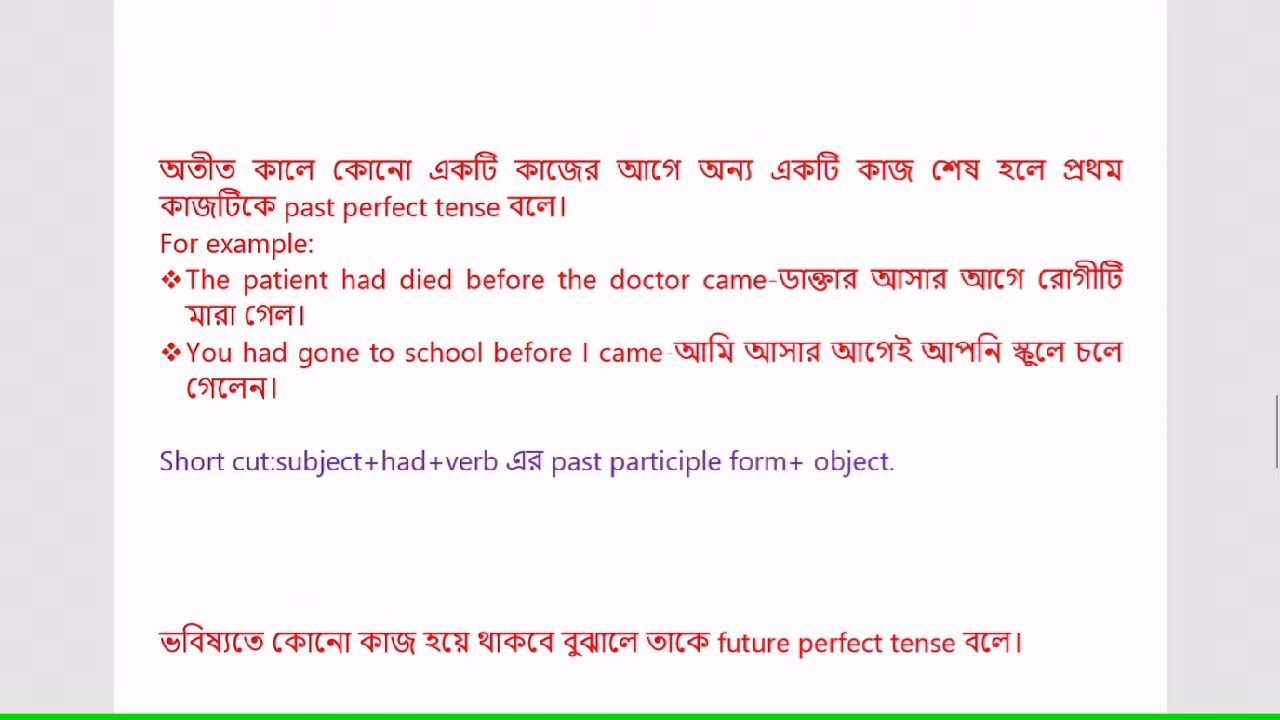 অতীত কালে কোনো একটি কাজের আগে অন্য একটি কাজ শেষ হলে প্রথম
কাজটিকে past perfect tense বলে।
For example:
❖The patient had died before the doctor came-ডাক্তার আসার আগে রোগীটি
মারা গেল।
❖You had gone to school before I came-আমি আসার আগেই আপনি স্কুলে চলে
গেলেন।
Short cut:subject+had+verb এর past participle form+ object.
ভবিষ্যতে কোনো কাজ হয়ে থাকবে বুঝালে তাকে future perfect tense বলে।